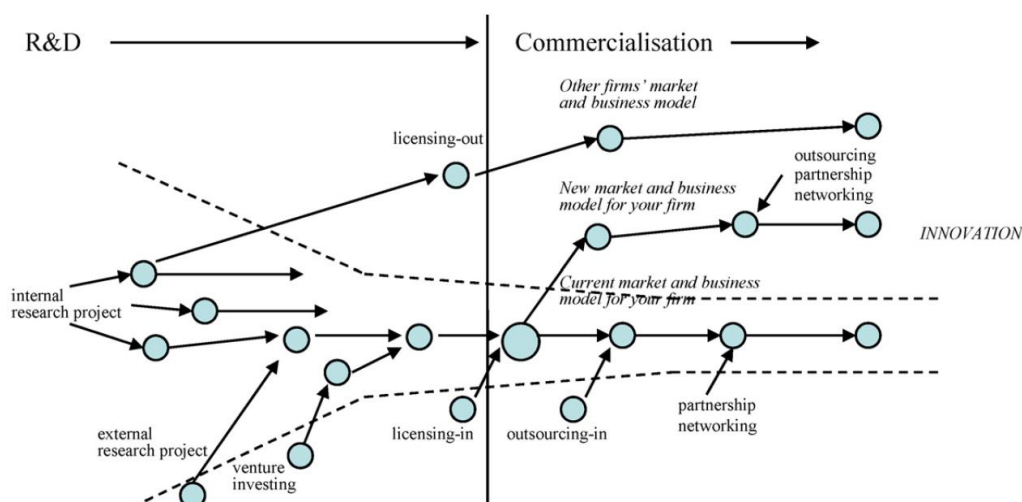 R&D
Commercialisation
Other firms' market
and business model
licensing-out
outsourcing
partnership
networking
New market and business
model for your firm
INNOVATION
Current market and business
model for your firm
internal
research project
partnership
networking
licensing-in
outsourcing-in
external
research project
venture
investing